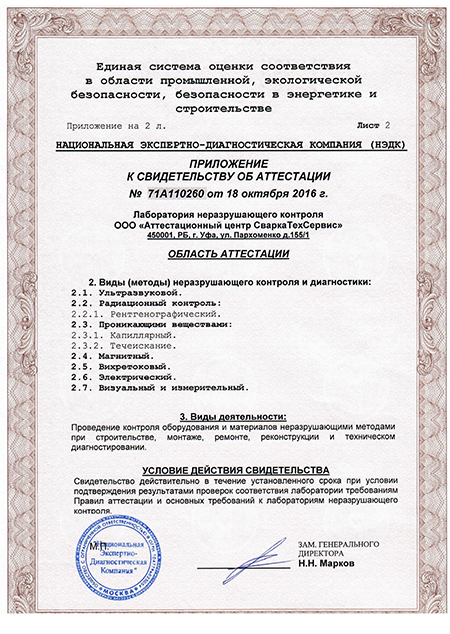 Единая система оценки соответствия
в области промышленной, экологической
безопасности, безопасности в энергетике и
строительстве
Приложение на 2 л. Лист 2
НАЦИОНАЛЬНАЯ ЭКСПЕРТНО-ДИАГНОСТИЧЕСКАЯ КОМПАНИЯ (НЭДК)
ПРИЛОЖЕНИЕ
К СВИДЕТЕЛЬСТВУ ОБ АТТЕСТАЦИИ
№ 71А110260 от 18 октября 2016 г.
Лаборатория неразрушающего контроля
ООО «Аттестационный центр СваркаТехСервис»
450001, РБ, г. Уфа, ул. Пархоменко д.155/1
ОБЛАСТЬ АТТЕСТАЦИИ
2. Виды (методы) неразрушающего контроля и диагностики:
2.1. Ультразвуковой.
2.2. Радиационный контроль:
2.2.1. Рентгенографический.
2.3. Проникающими веществами:
2.3.1. Капиллярный.
2.3.2. Течеискание.
2.4. Магнитный.
2.5. Вихретоковый.
2.6. Электрический.
2.7. Визуальный и измерительный.
3. Виды деятельности:
Проведение контроля оборудования и материалов неразрушающими методами
при строительстве, монтаже, ремонте, реконструкции и техническом
диагностировании.
УСЛОВИЕ ДЕЙСТВИЯ СВИДЕТЕЛЬСТВА
Свидетельство действительно в течение установленного срока при условии
подтверждения результатами проверок соответствия лаборатории требованиям
Правил аттестации и основных требований к лабораториям неразрушающего
контроля.
М.П.
"Национальная
Экспертно-
Диагностическая
Компания"
МОСКВА
ЗАМ. ГЕНЕРАЛЬНОГО
ДИРЕКТОРА
Н.Н. Марков